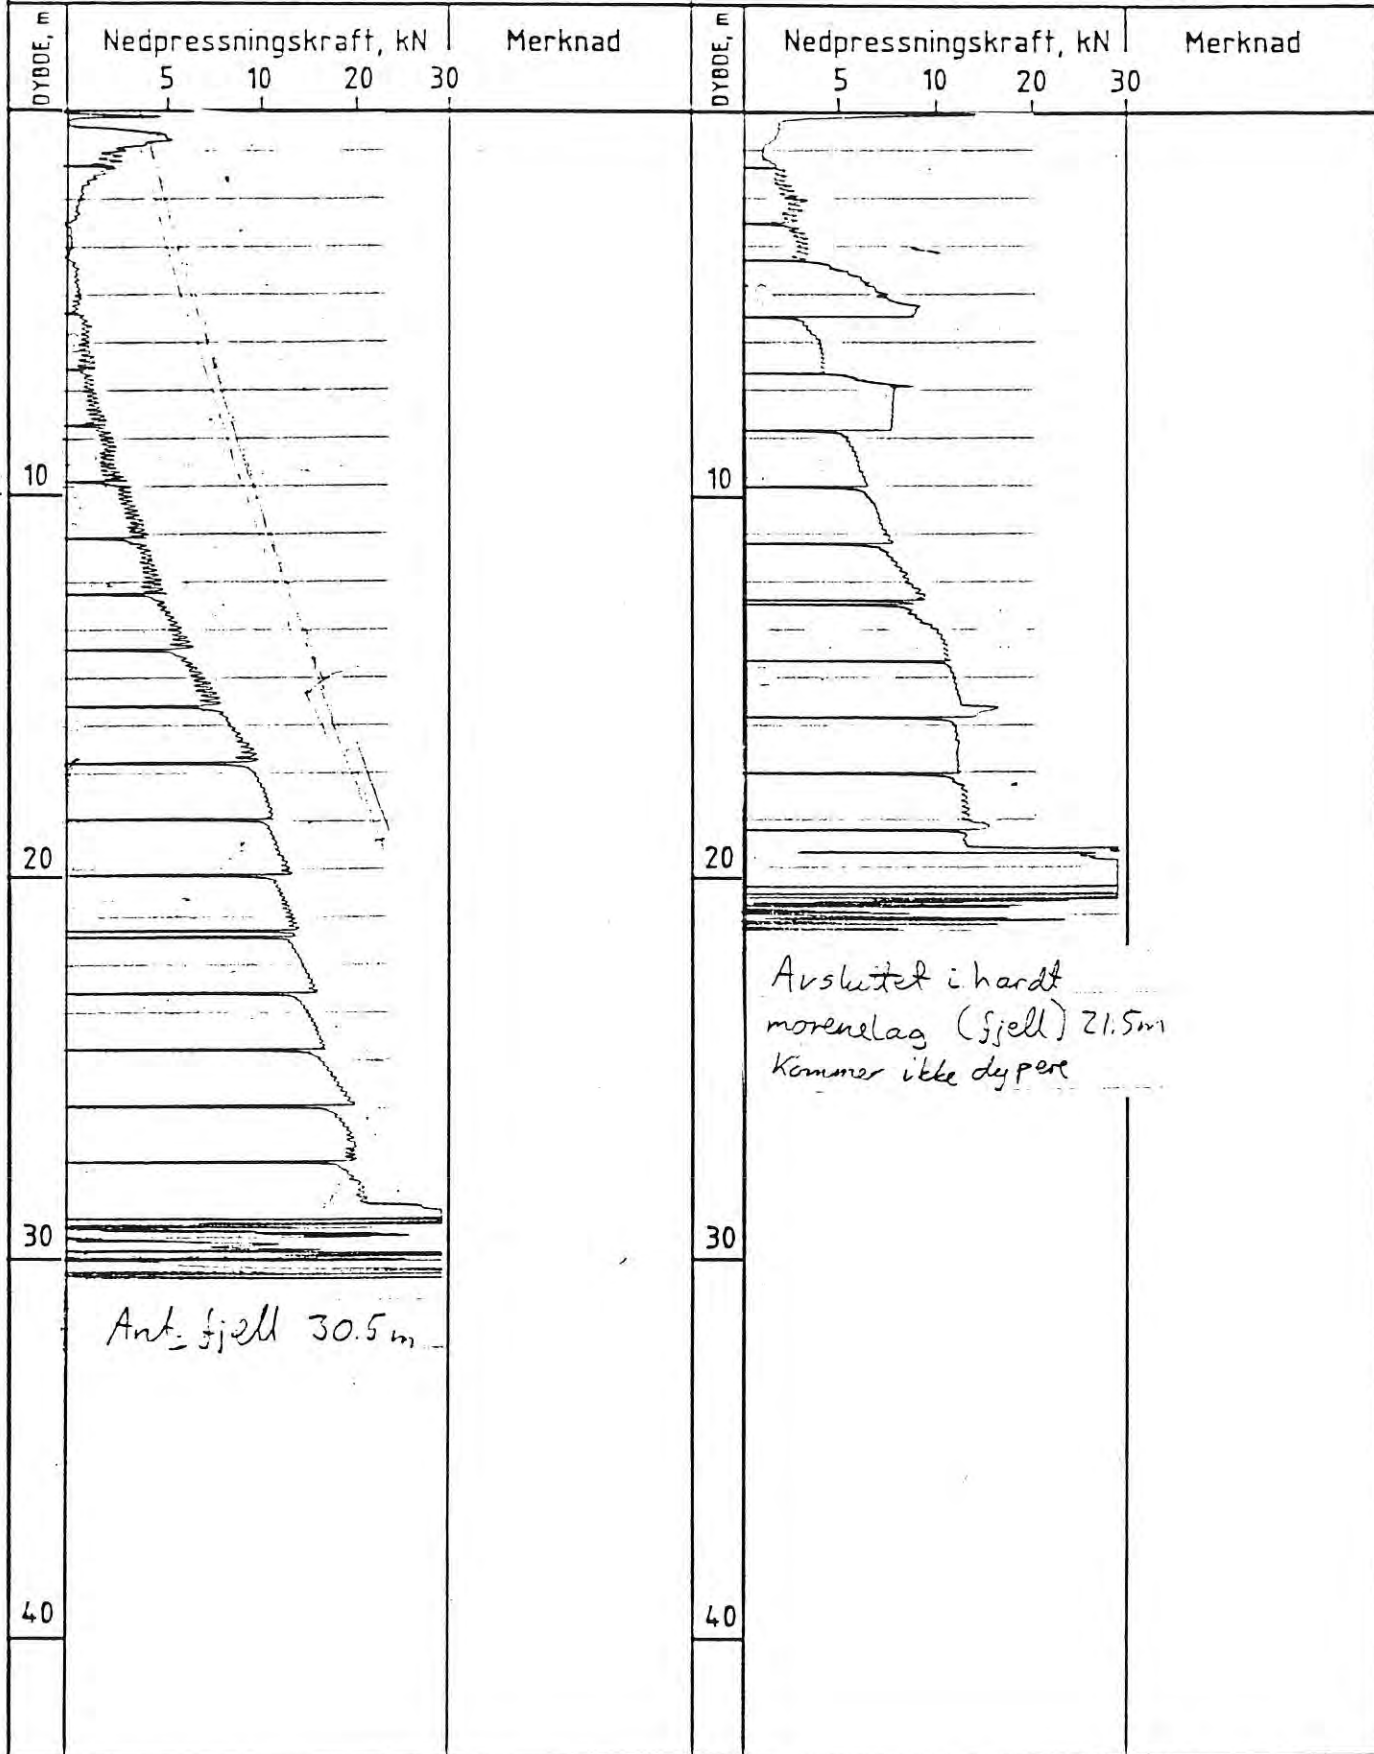 DYBDE, m
Nedpressningskraft, kN
Merknad
5 10 20 30
10
20
30
40
Ant. fjell 30.5 m
DYBDE, m
Nedpressningskraft, kN
Merknad
5 10 20 30
10
20
30
40
Avsluttet i hardt
morenelag (fjell) 21.5m
Kommer ikke dypere